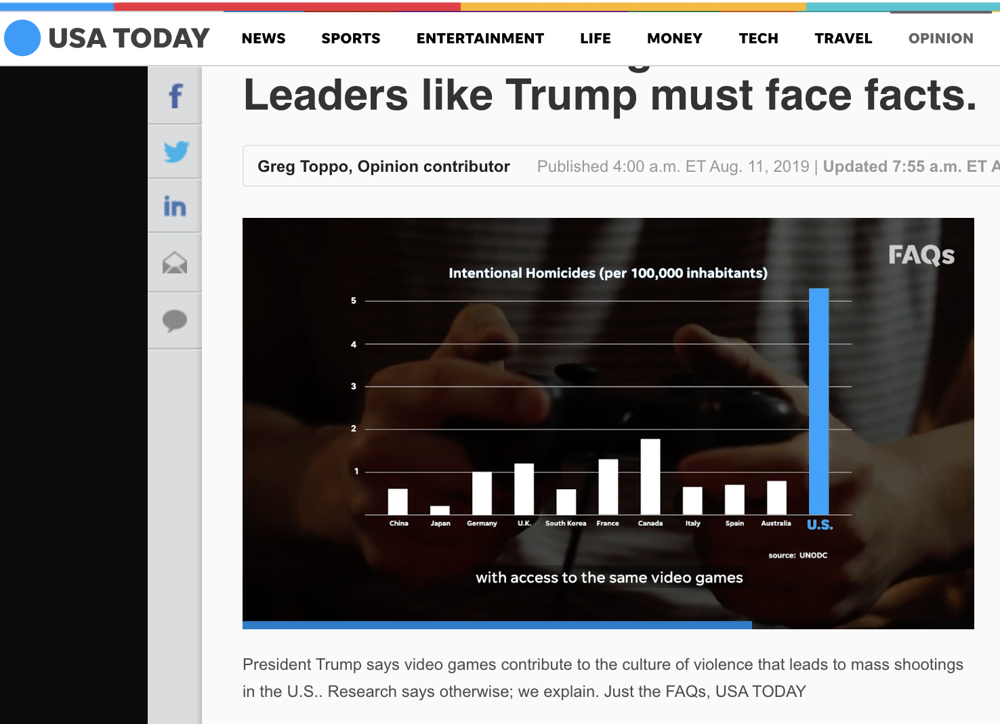 USA TODAY NEWS SPORTS ENTERTAINMENT LIFE MONEY TECH TRAVEL OPINION
Leaders like Trump must face facts.
Greg Toppo, Opinion contributor Published 4:00 a.m. ET Aug. 11, 2019 | Updated 7:55 a.m. ET A
FAQs
Intentional Homicides (per 100,000 inhabitants)
5
4
3
2
1
China Japan Germany U.K. South Korea France Canada Italy Spain Australia U.S.
source: UNODC
with access to the same video games
President Trump says video games contribute to the culture of violence that leads to mass shootings
in the U.S.. Research says otherwise; we explain. Just the FAQs, USA TODAY